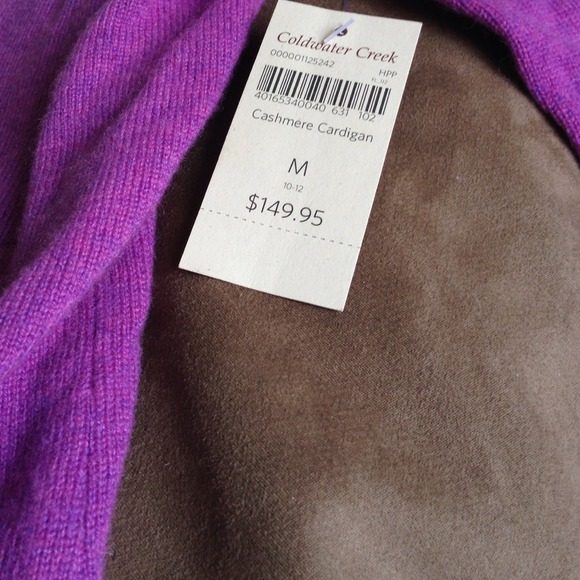 Coldwater Creek
000001125242
HPP
40165340040 631 102
Cashmere Cardigan
M
10-12
$149.95